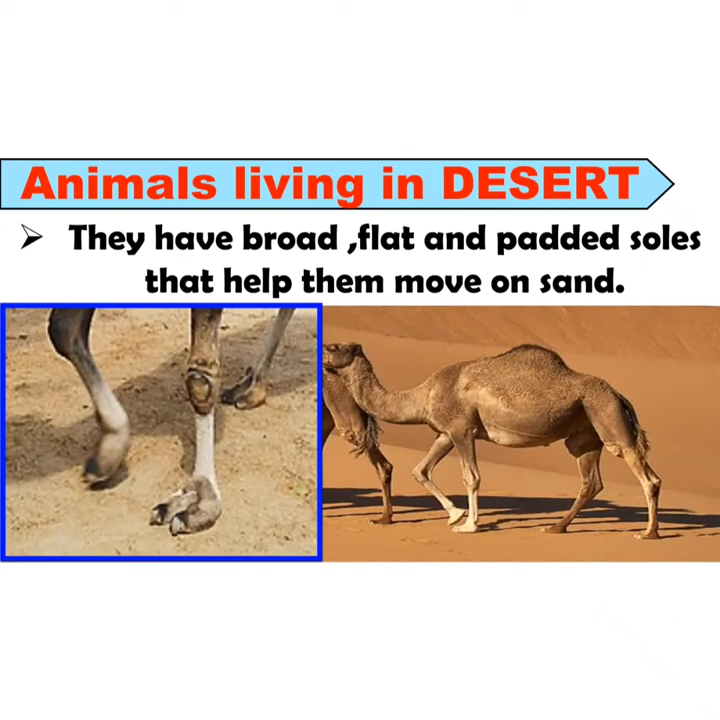 Animals living in DESERT
➢ They have broad ,flat and padded soles
that help them move on sand.